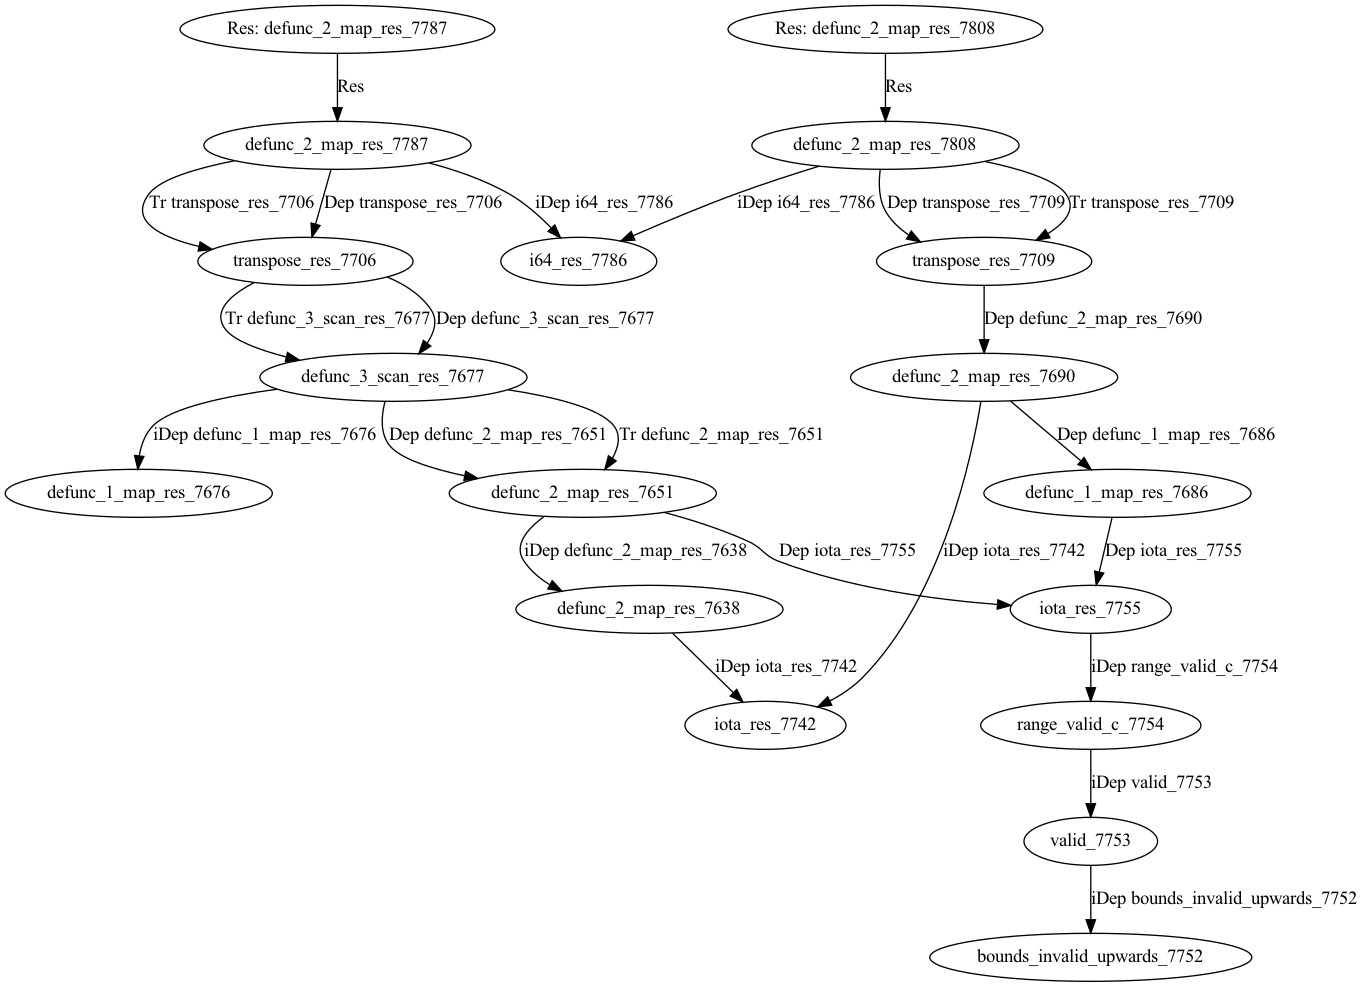 Res: defunc_2_map_res_7787
Res: defunc_2_map_res_7808
Res
Res
defunc_2_map_res_7787
defunc_2_map_res_7808
Tr transpose_res_7706
Dep transpose_res_7706
iDep i64_res_7786
iDep i64_res_7786
Dep transpose_res_7709
Tr transpose_res_7709
transpose_res_7706
i64_res_7786
transpose_res_7709
Tr defunc_3_scan_res_7677
Dep defunc_3_scan_res_7677
Dep defunc_2_map_res_7690
defunc_3_scan_res_7677
defunc_2_map_res_7690
iDep defunc_1_map_res_7676
Dep defunc_2_map_res_7651
Tr defunc_2_map_res_7651
Dep defunc_1_map_res_7686
defunc_1_map_res_7676
defunc_2_map_res_7651
defunc_1_map_res_7686
iDep defunc_2_map_res_7638
Dep iota_res_7755
iDep iota_res_7742
Dep iota_res_7755
defunc_2_map_res_7638
iota_res_7755
iDep iota_res_7742
iDep range_valid_c_7754
iota_res_7742
range_valid_c_7754
iDep valid_7753
valid_7753
iDep bounds_invalid_upwards_7752
bounds_invalid_upwards_7752